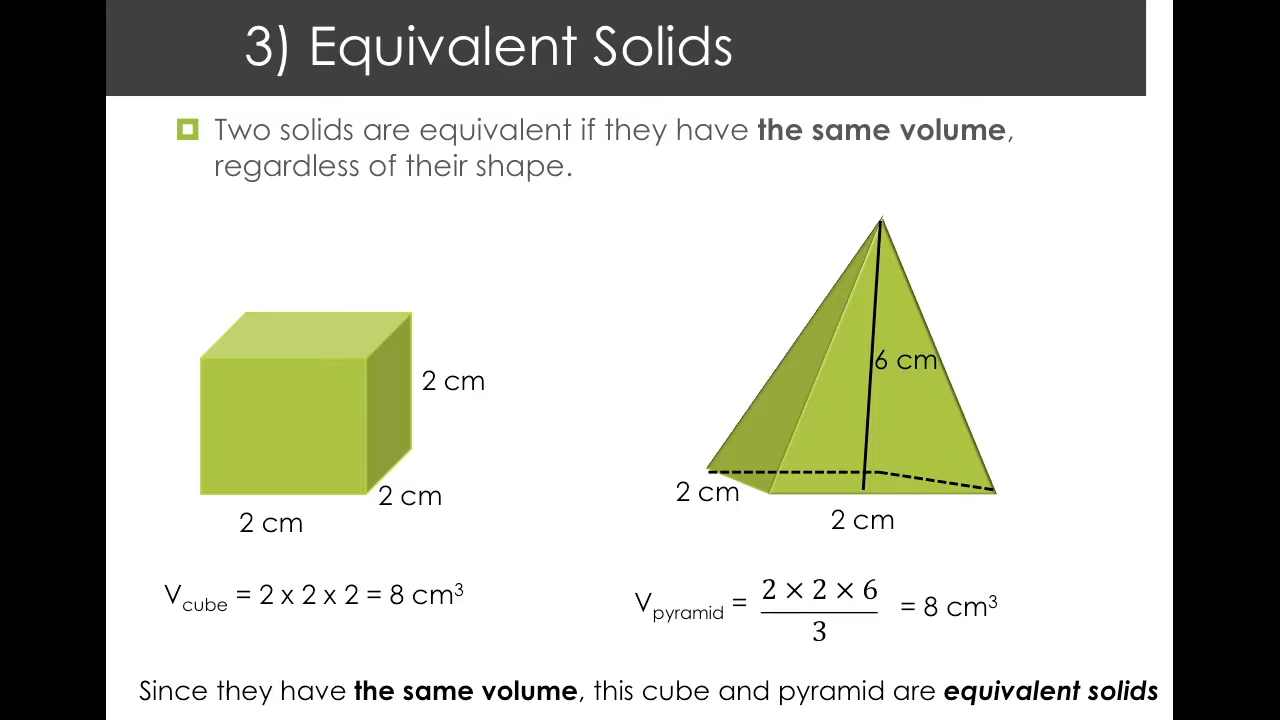 3) Equivalent Solids
Two solids are equivalent if they have the same volume,
regardless of their shape.
6 cm
2 cm
2 cm
2 cm
2 cm
2 cm
V_cube = 2 x 2 x 2 = 8 cm³
V_pyramid = (2 × 2 × 6)/3 = 8 cm³
Since they have the same volume, this cube and pyramid are equivalent solids